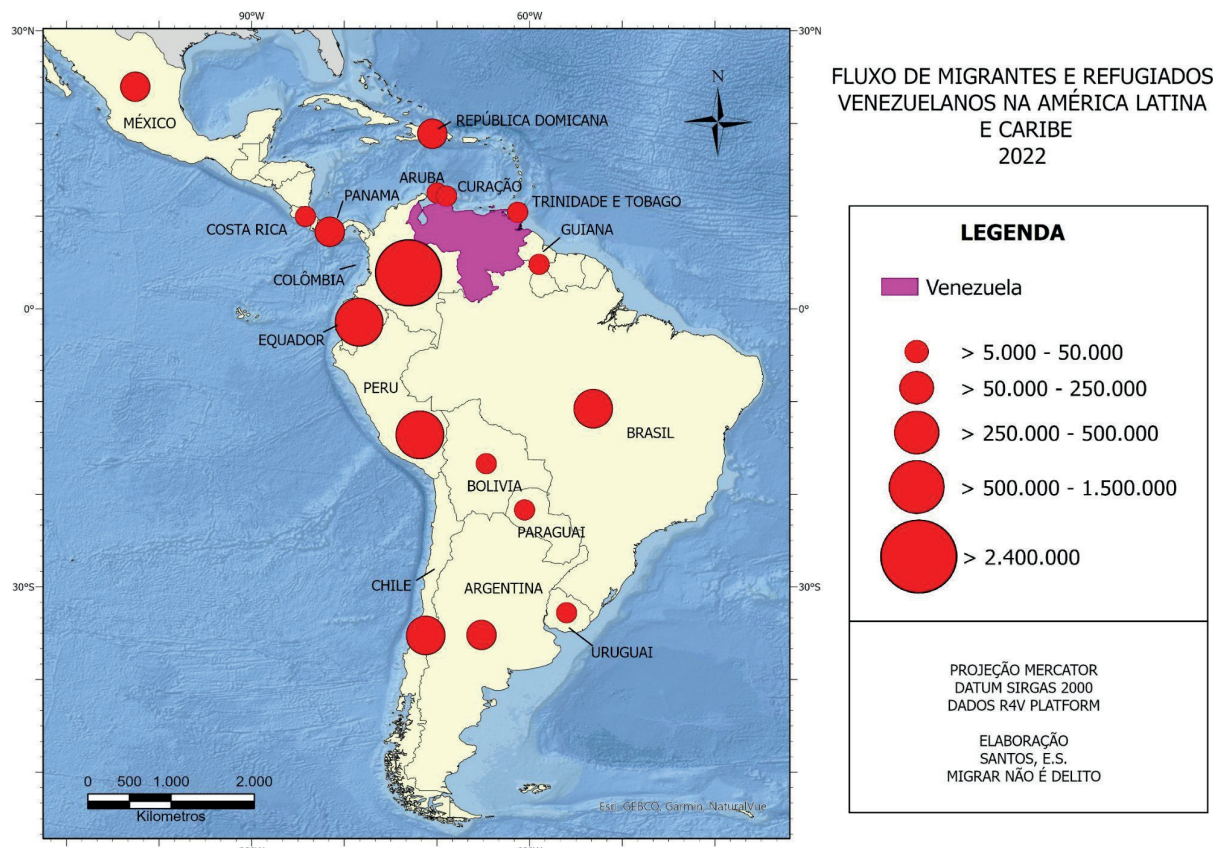 90°W
60°W
30°N
0°
30°S
0°
N
MÉXICO
REPÚBLICA DOMICANA
ARUBA
CURAÇÃO
PANAMA
TRINIDADE E TOBAGO
COSTA RICA
GUIANA
COLÔMBIA
EQUADOR
PERU
BRASIL
BOLIVIA
PARAGUAI
CHILE
ARGENTINA
URUGUAI
0 500 1.000 2.000
Kilometros
Esri, GEBCO, Garmin, NaturalVue
FLUXO DE MIGRANTES E REFUGIADOS
VENEZUELANOS NA AMÉRICA LATINA
E CARIBE
2022
LEGENDA
Venezuela
> 5.000 - 50.000
> 50.000 - 250.000
> 250.000 - 500.000
> 500.000 - 1.500.000
> 2.400.000
PROJEÇÃO MERCATOR
DATUM SIRGAS 2000
DADOS R4V PLATFORM
ELABORAÇÃO
SANTOS, E.S.
MIGRAR NÃO É DELITO